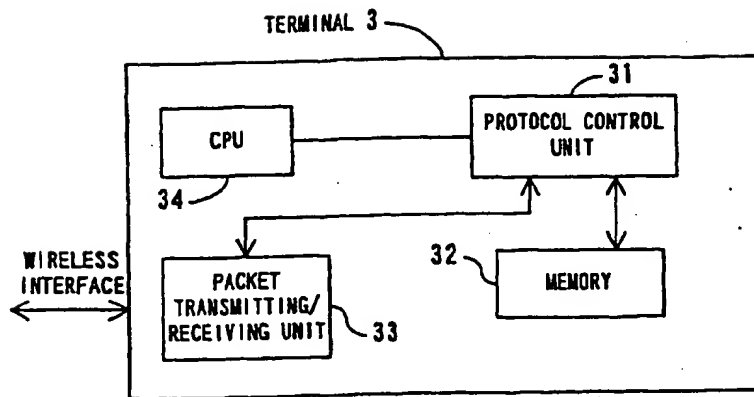 TERMINAL 3
31
CPU
PROTOCOL CONTROL
UNIT
34
WIRELESS
INTERFACE
PACKET
TRANSMITTING/
RECEIVING UNIT
33
32
MEMORY